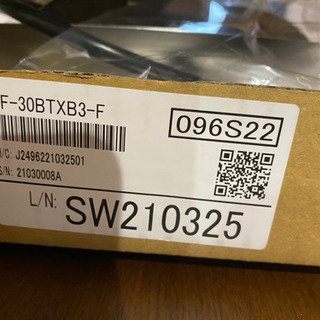 F-30BTXB3-F
096S22
M/C: J2496221032501
S/N: 21030008A
L/N: SW210325